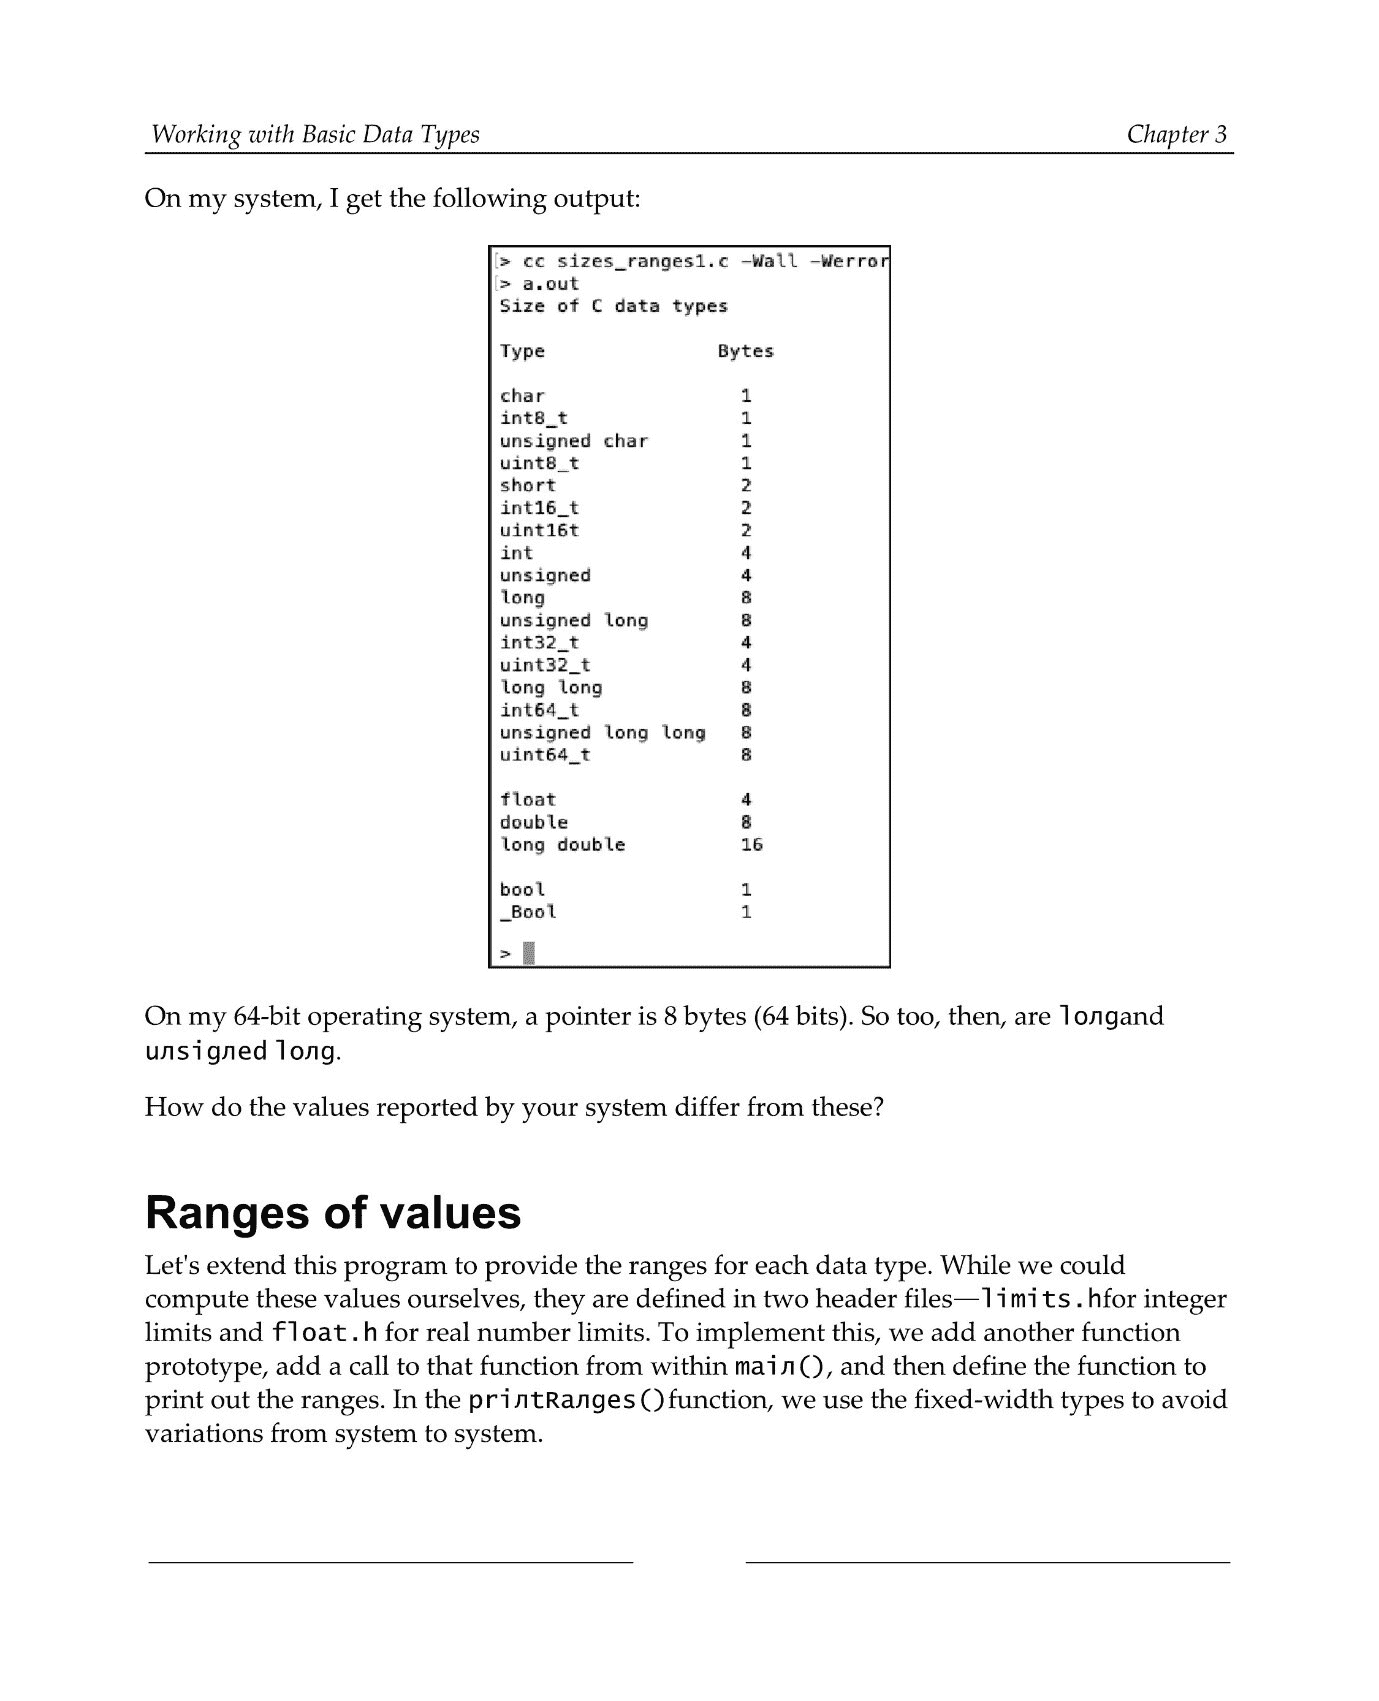 Working with Basic Data Types Chapter 3
On my system, I get the following output:
[> cc sizes_ranges1.c -Wall -Werror
[> a.out
Size of C data types
Type Bytes
char 1
int8_t 1
unsigned char 1
uint8_t 1
short 2
int16_t 2
uint16t 2
int 4
unsigned 4
long 8
unsigned long 8
int32_t 4
uint32_t 4
long long 8
int64_t 8
unsigned long long 8
uint64_t 8
float 4
double 8
long double 16
bool 1
_Bool 1
>
On my 64-bit operating system, a pointer is 8 bytes (64 bits). So too, then, are longand
unsigned long.
How do the values reported by your system differ from these?
Ranges of values
Let's extend this program to provide the ranges for each data type. While we could
compute these values ourselves, they are defined in two header files—limits.hfor integer
limits and float.h for real number limits. To implement this, we add another function
prototype, add a call to that function from within main(), and then define the function to
print out the ranges. In the printRanges()function, we use the fixed-width types to avoid
variations from system to system.